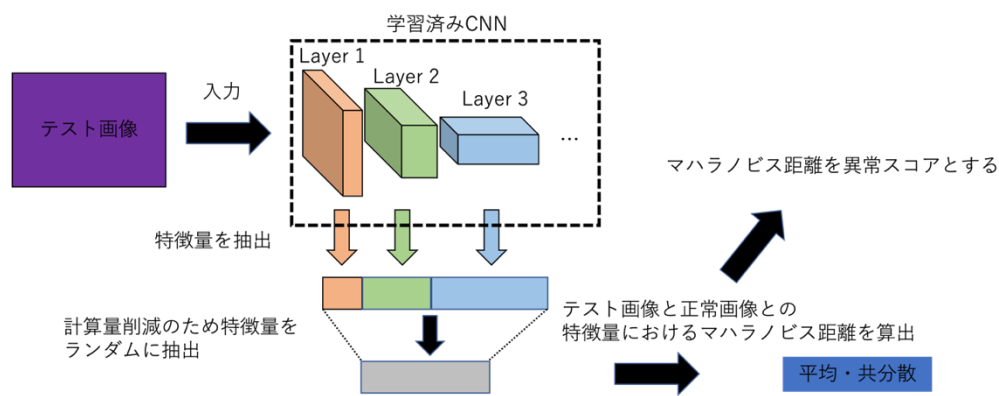 学習済みCNN
Layer 1
Layer 2
Layer 3
…
テスト画像
入力
マハラノビス距離を異常スコアとする
特徴量を抽出
計算量削減のため特徴量を
ランダムに抽出
テスト画像と正常画像との
特徴量におけるマハラノビス距離を算出
平均・共分散